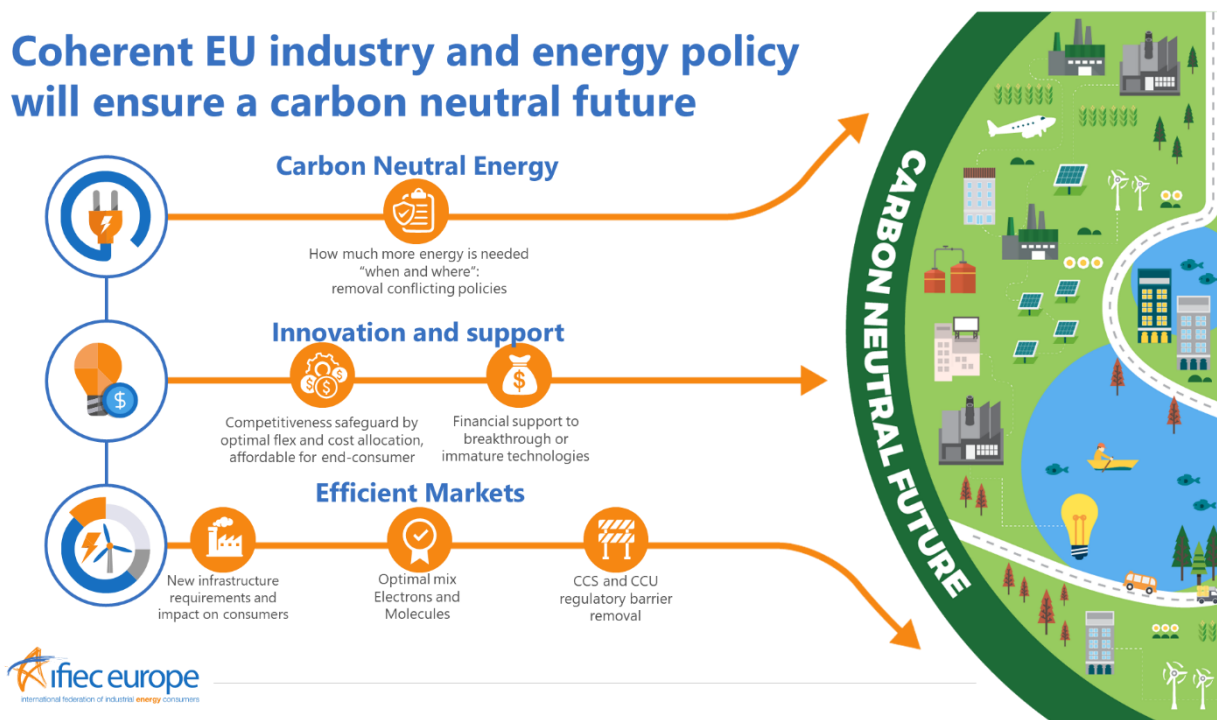 Coherent EU industry and energy policy
will ensure a carbon neutral future
Carbon Neutral Energy
How much more energy is needed
“when and where”:
removal conflicting policies
Innovation and support
$
$
$
$
$
Competitiveness safeguard by
optimal flex and cost allocation,
affordable for end-consumer
Financial support to
breakthrough or
immature technologies
Efficient Markets
New infrastructure
requirements and
impact on consumers
Optimal mix
Electrons and
Molecules
CCS and CCU
regulatory barrier
removal
CARBON NEUTRAL FUTURE
ifiec europe
international federation of industrial energy consumers